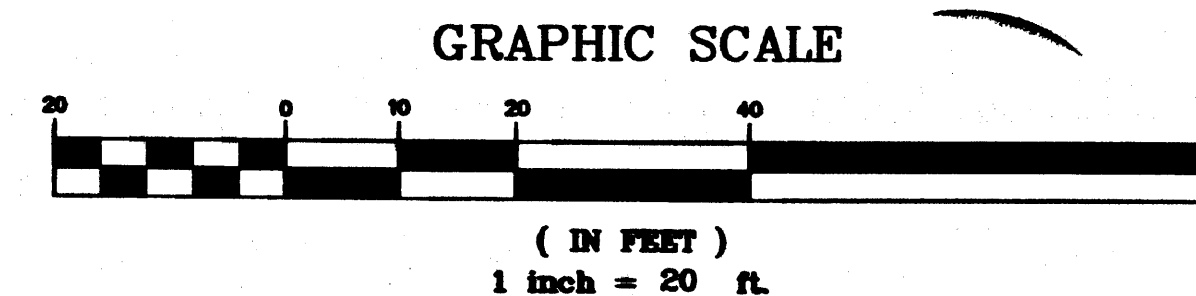 GRAPHIC SCALE
20 0 10 20 40
( IN FEET )
1 inch = 20 ft.